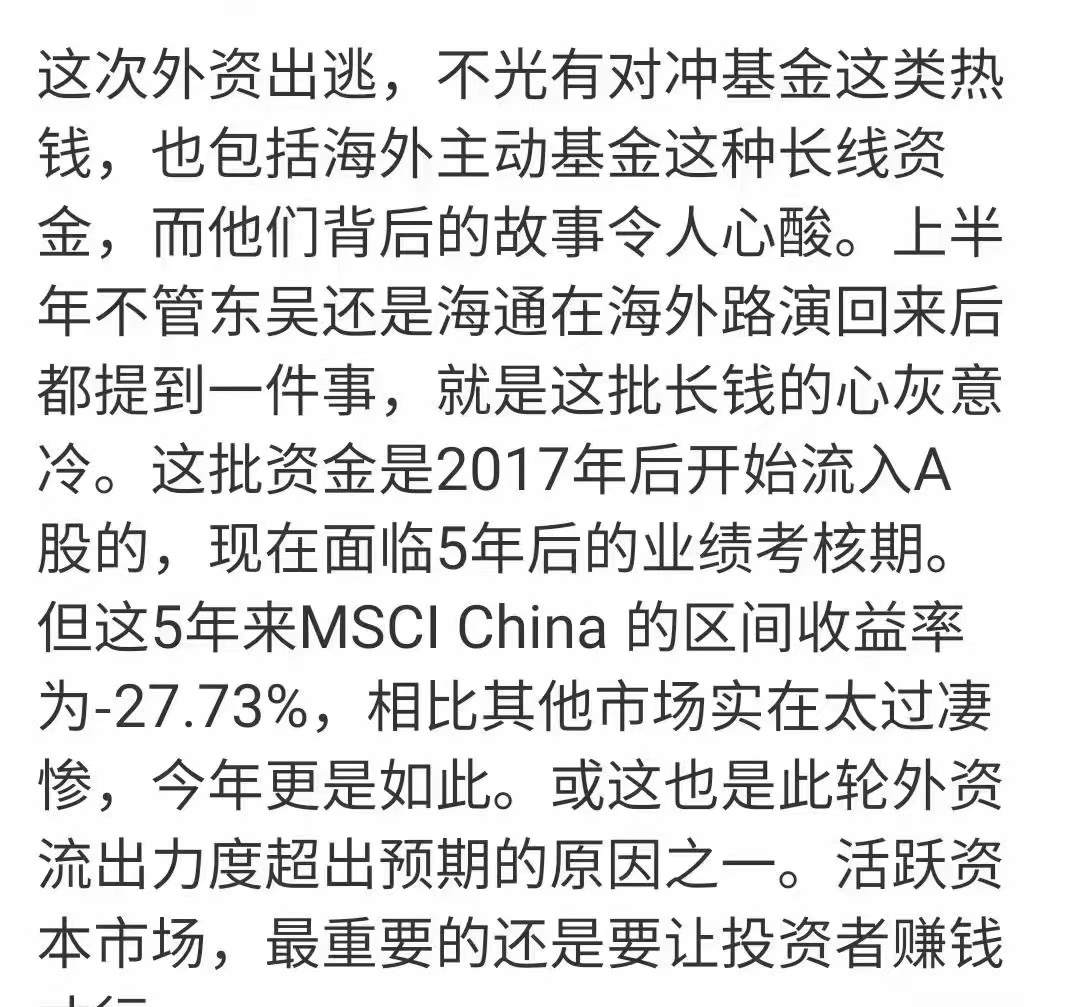 这次外资出逃，不光有对冲基金这类热
钱，也包括海外主动基金这种长线资
金，而他们背后的故事令人心酸。上半
年不管东吴还是海通在海外路演回来后
都提到一件事，就是这批长钱的心灰意
冷。这批资金是2017年后开始流入A
股的，现在面临5年后的业绩考核期。
但这5年来MSCI China 的区间收益率
为-27.73%，相比其他市场实在太过凄
惨，今年更是如此。或这也是此轮外资
流出力度超出预期的原因之一。活跃资
本市场，最重要的还是要让投资者赚钱